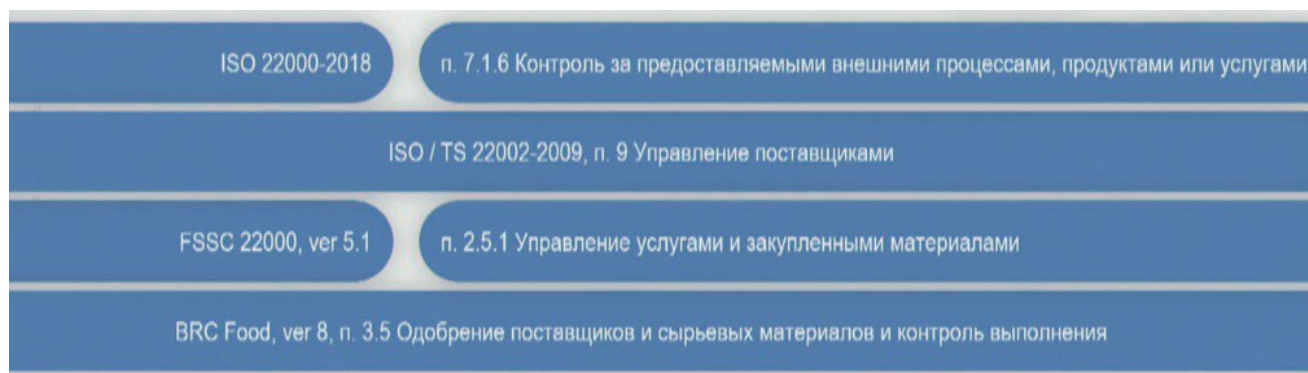 ISO 22000-2018 п. 7.1.6 Контроль за предоставляемыми внешними процессами, продуктами или услугами
ISO / TS 22002-2009, п. 9 Управление поставщиками
FSSC 22000, ver 5.1 п. 2.5.1 Управление услугами и закупленными материалами
BRC Food, ver 8, п. 3.5 Одобрение поставщиков и сырьевых материалов и контроль выполнения